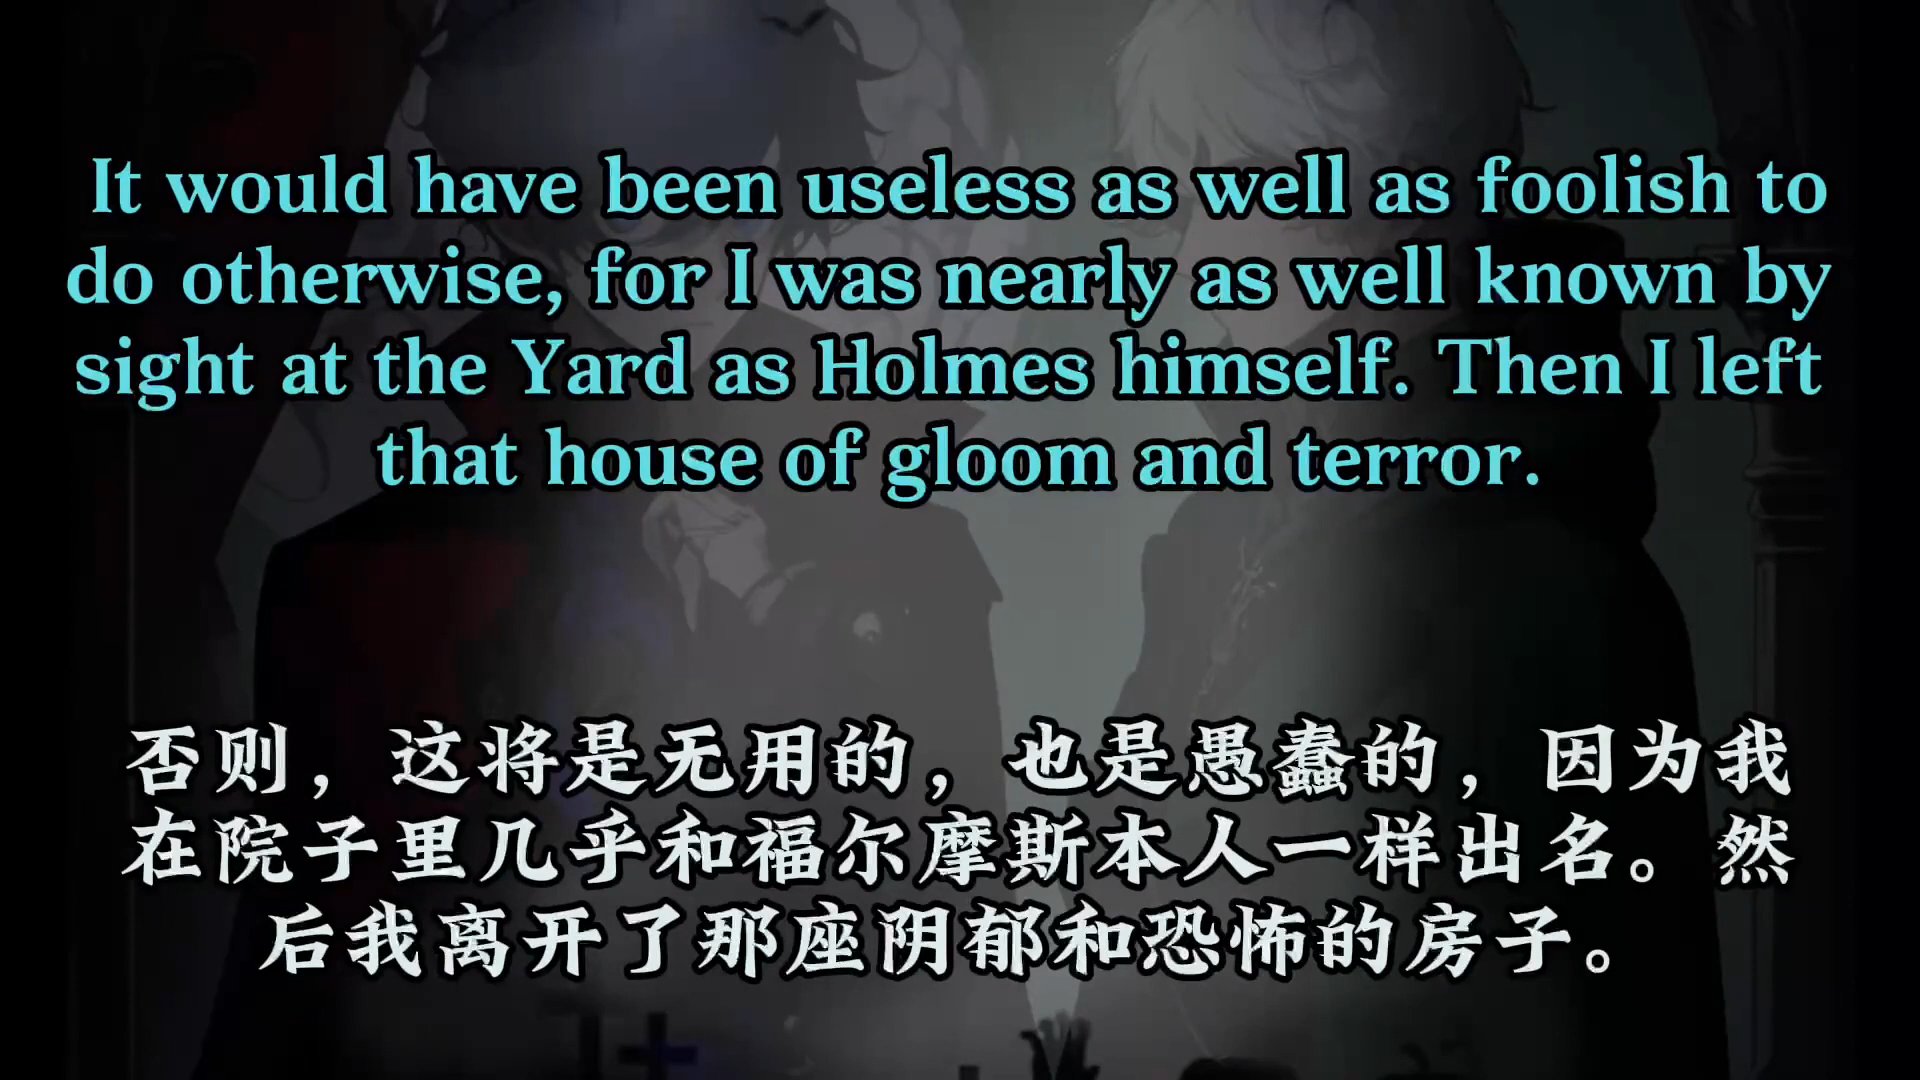 It would have been useless as well as foolish to
do otherwise, for I was nearly as well known by
sight at the Yard as Holmes himself. Then I left
that house of gloom and terror.
否则，这将是无用的，也是愚蠢的，因为我
在院子里几乎和福尔摩斯本人一样出名。然
后我离开了那座阴郁和恐怖的房子。